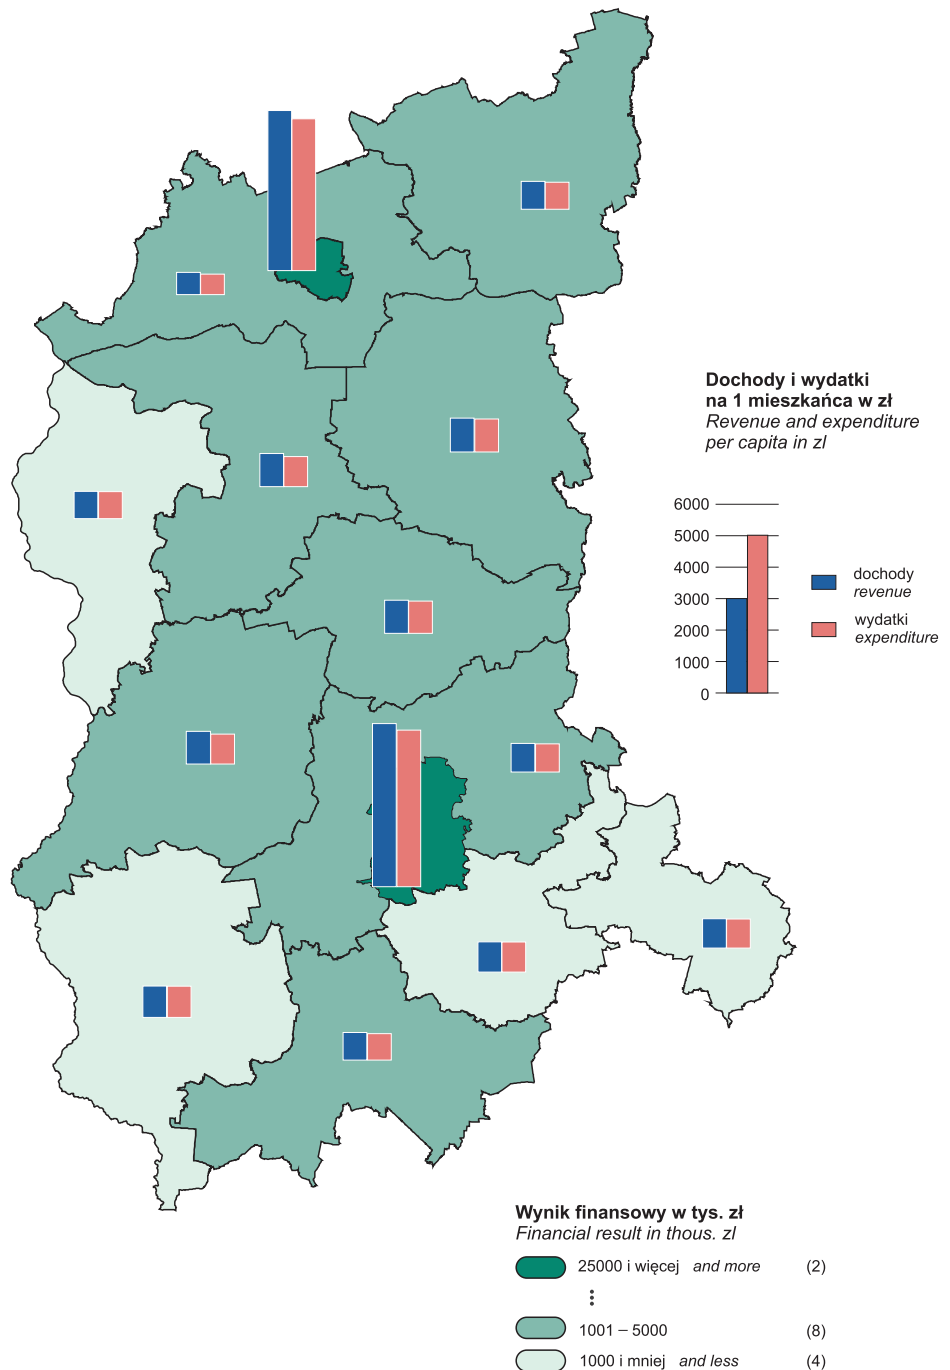 Dochody i wydatki
na 1 mieszkańca w zł
Revenue and expenditure
per capita in zl
6000
5000
4000
3000
2000
1000
0
dochody
revenue
wydatki
expenditure
Wynik finansowy w tys. zł
Financial result in thous. zl
25000 i więcej and more (2)
1001 – 5000 (8)
1000 i mniej and less (4)